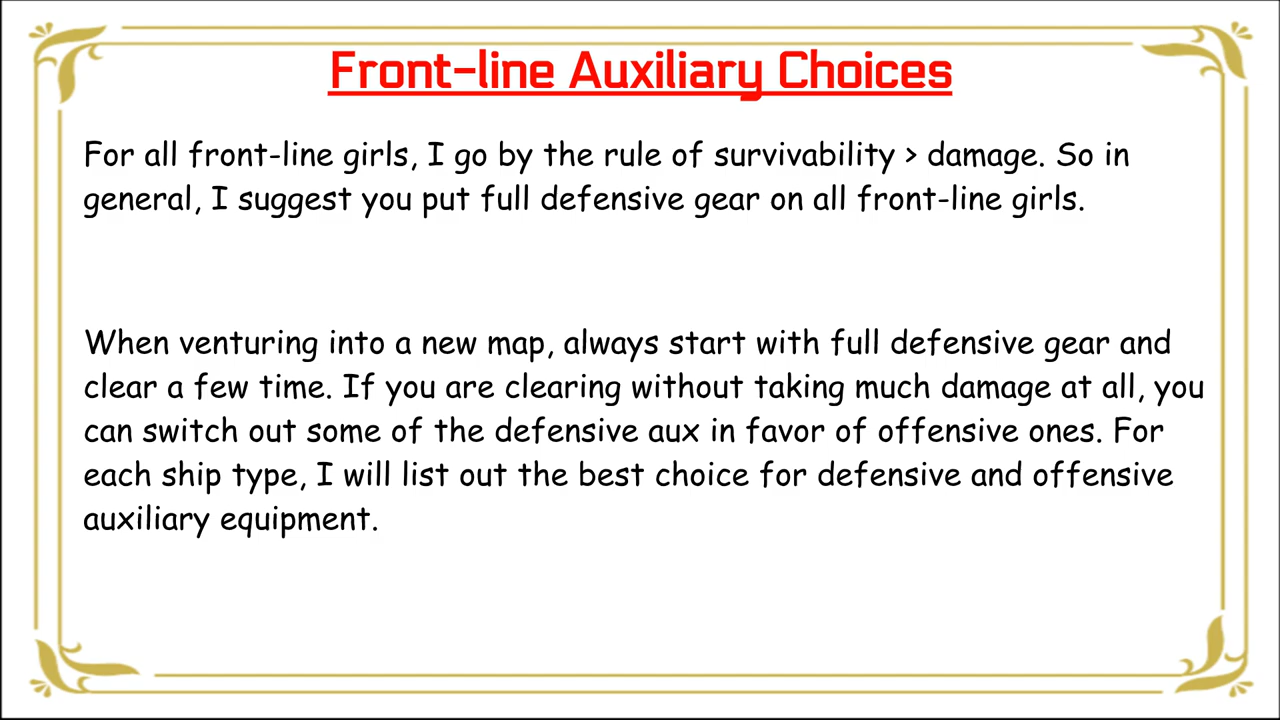 Front-line Auxiliary Choices
For all front-line girls, I go by the rule of survivability > damage. So in
general, I suggest you put full defensive gear on all front-line girls.
When venturing into a new map, always start with full defensive gear and
clear a few time. If you are clearing without taking much damage at all, you
can switch out some of the defensive aux in favor of offensive ones. For
each ship type, I will list out the best choice for defensive and offensive
auxiliary equipment.